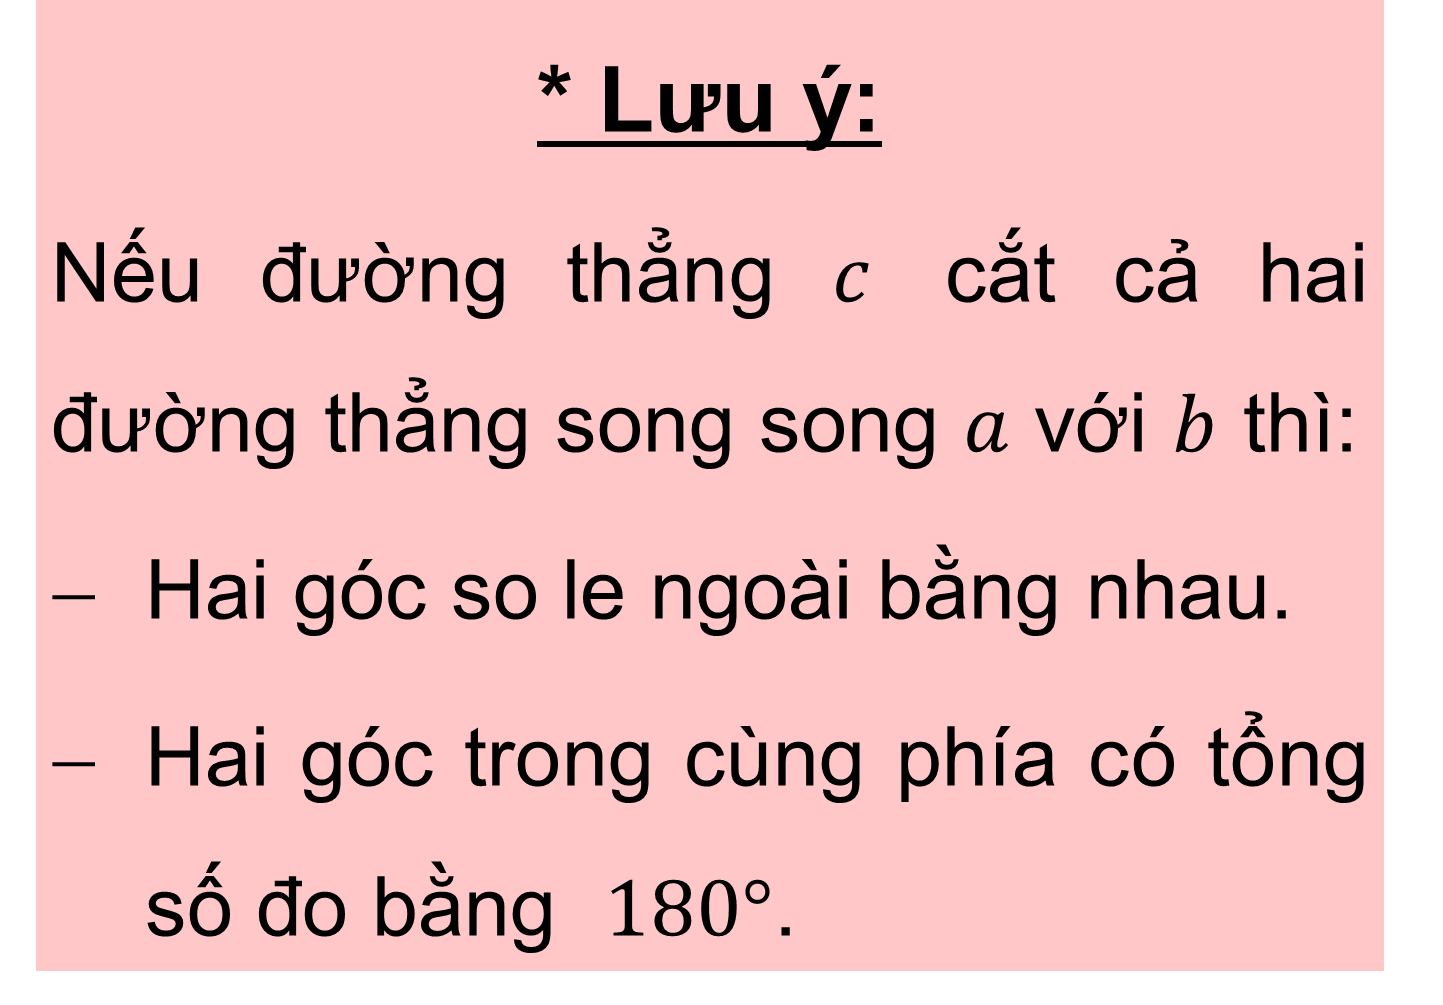 * Lưu ý:
Nếu đường thẳng c cắt cả hai
đường thẳng song song a với b thì:
– Hai góc so le ngoài bằng nhau.
– Hai góc trong cùng phía có tổng
số đo bằng 180°.